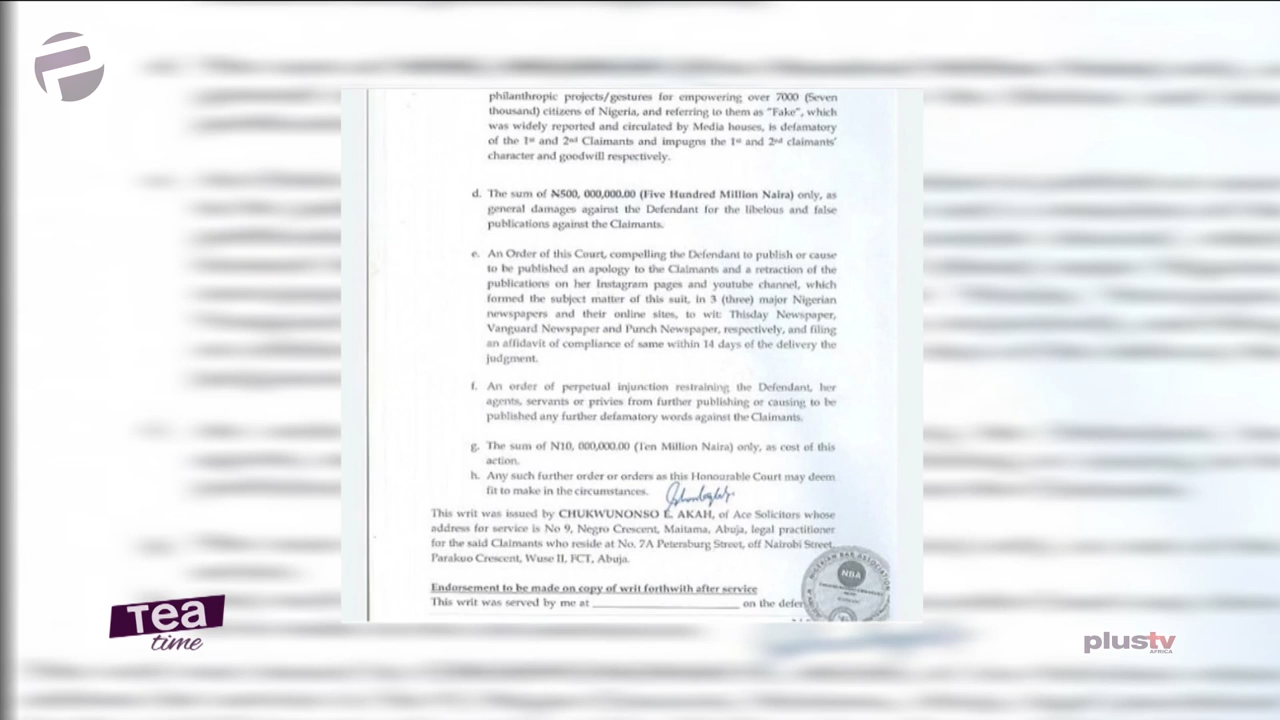 philanthropic projects/gestures for empowering over 7000 (Seven
thousand) citizens of Nigeria, and referring to them as "Fake", which
was widely reported and circulated by Media houses, is defamatory
of the 1st and 2nd Claimants and impugns the 1st and 2nd claimants'
character and goodwill respectively.
d. The sum of ₦500, 000,000.00 (Five Hundred Million Naira) only, as
general damages against the Defendant for the libelous and false
publications against the Claimants.
e. An Order of this Court, compelling the Defendant to publish or cause
to be published an apology to the Claimants and a retraction of the
publications on her Instagram pages and youtube channel, which
formed the subject matter of this suit, in 3 (three) major Nigerian
newspapers and their online sites, to wit: Thisday Newspaper,
Vanguard Newspaper and Punch Newspaper, respectively, and filing
an affidavit of compliance of same within 14 days of the delivery the
judgment.
f. An order of perpetual injunction restraining the Defendant, her
agents, servants or privies from further publishing or causing to be
published any further defamatory words against the Claimants.
g. The sum of N10, 000,000.00 (Ten Million Naira) only, as cost of this
action.
h. Any such further order or orders as this Honourable Court may deem
fit to make in the circumstances.
This writ was issued by CHUKWUNONSO E. AKAH, of Ace Solicitors whose
address for service is No 9, Negro Crescent, Maitama, Abuja, legal practitioner
for the said Claimants who reside at No. 7A Petersburg Street, off Nairobi Street,
Parakuo Crescent, Wuse II, FCT, Abuja.
Endorsement to be made on copy of writ forthwith after service
This writ was served by me at ____ on the defen
NIGERIAN BAR ASSOCIATION
NBA
Tea
time
plustv
AFRICA